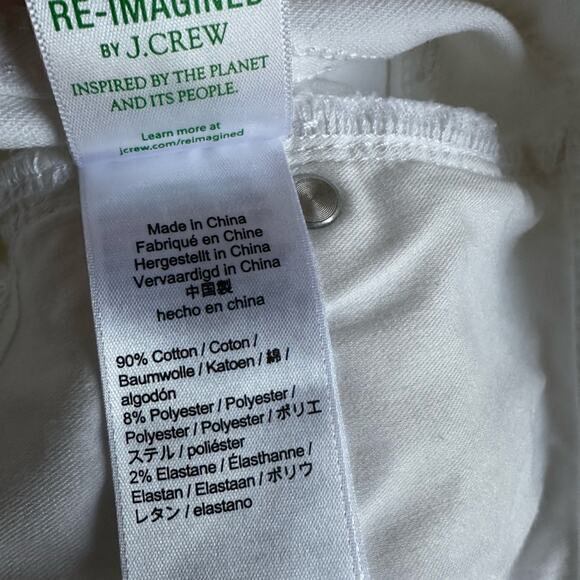 RE-IMAGINED
BY J.CREW
INSPIRED BY THE PLANET
AND ITS PEOPLE.
Learn more at
jcrew.com/reimagined
Made in China
Fabriqué en Chine
Hergestellt in China
Vervaardigd in China
中国製
hecho en china
90% Cotton / Coton /
Baumwolle / Katoen / 綿 /
algodón
8% Polyester / Polyester /
Polyester / Polyester / ポリエ
ステル / poliéster
2% Elastane / Élasthanne /
Elastan / Elastaan / ポリウ
レタン / elastano